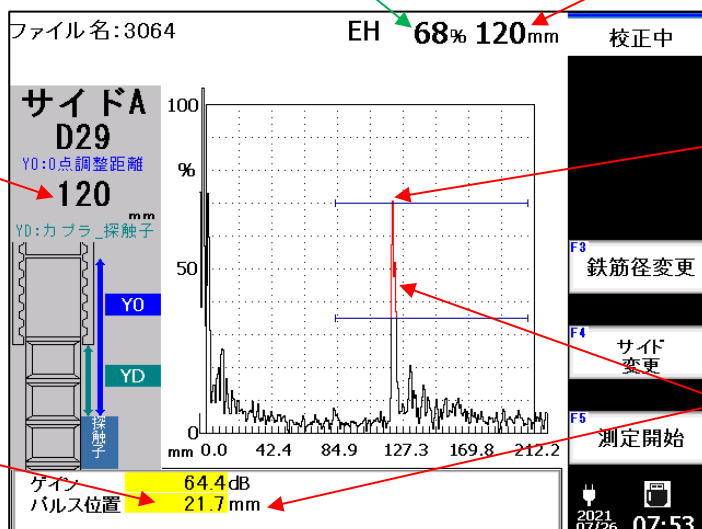 ファイル名:3064
EH 68% 120mm
校正中
サイドA
D29
Y0:0点調整距離
120
mm
YD:カプラ_探触子
Y0
YD
探触子
100
%
50
0
mm 0.0 42.4 84.9 127.3 169.8 212.2
F3
鉄筋径変更
F4
サイド
変更
F5
測定開始
ゲイン 64.4dB
パルス位置 21.7mm
2021
07/26 07:53